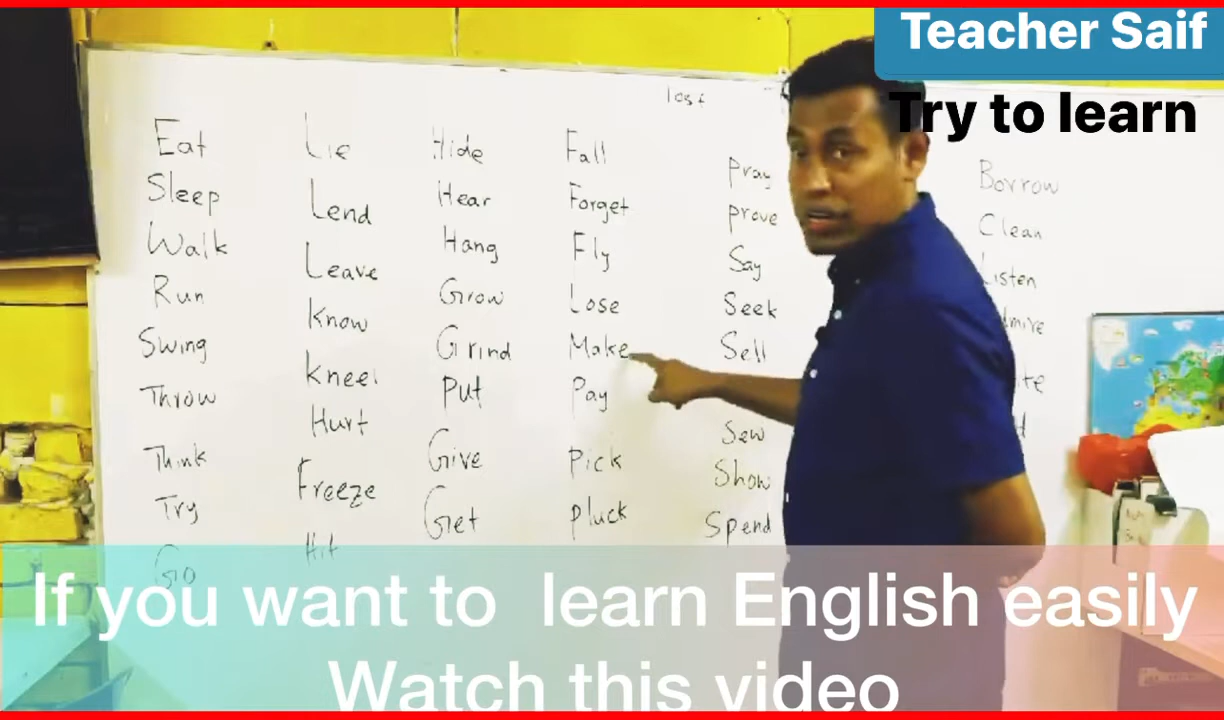 Teacher Saif
Try to learn
lost
Eat
Sleep
Walk
Run
Swing
Throw
Think
Try
Go
Lie
Lend
Leave
Know
Kneel
Hurt
Freeze
Hit
Hide
Hear
Hang
Grow
Grind
Put
Give
Get
Fall
Forget
Fly
Lose
Make
Pay
Pick
Pluck
Pray
Prove
Say
Seek
Sell
Sew
Show
Spend
Borrow
Clean
Listen
If you want to learn English easily
Watch this video